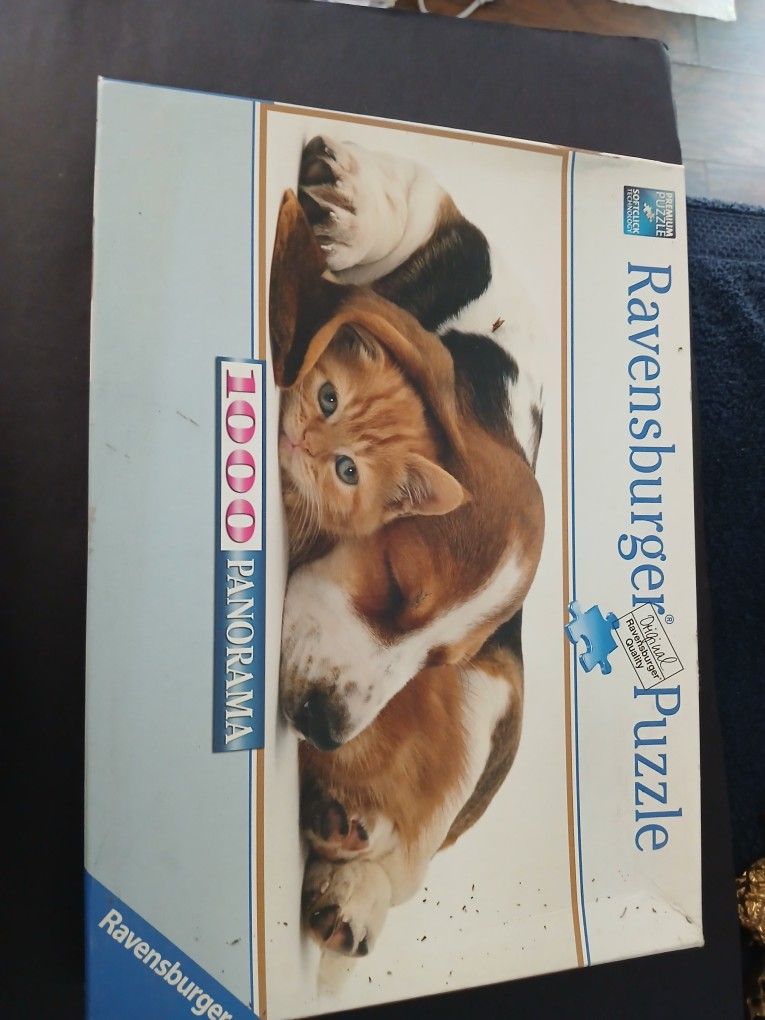 PREMIUM
PUZZLE
SOFTCLICK
TECHNOLOGY
Ravensburger® Puzzle
Original
Ravensburger
Quality
1000 PANORAMA
Ravensburger